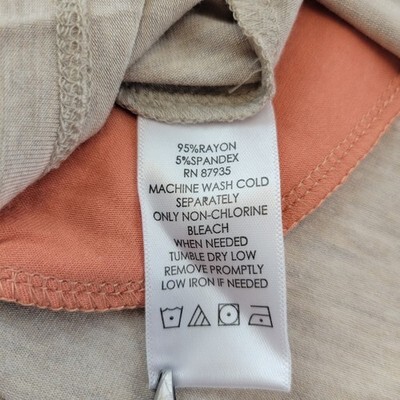 95%RAYON
5%SPANDEX
RN 87935
MACHINE WASH COLD
SEPARATELY
ONLY NON-CHLORINE
BLEACH
WHEN NEEDED
TUMBLE DRY LOW
REMOVE PROMPTLY
LOW IRON IF NEEDED